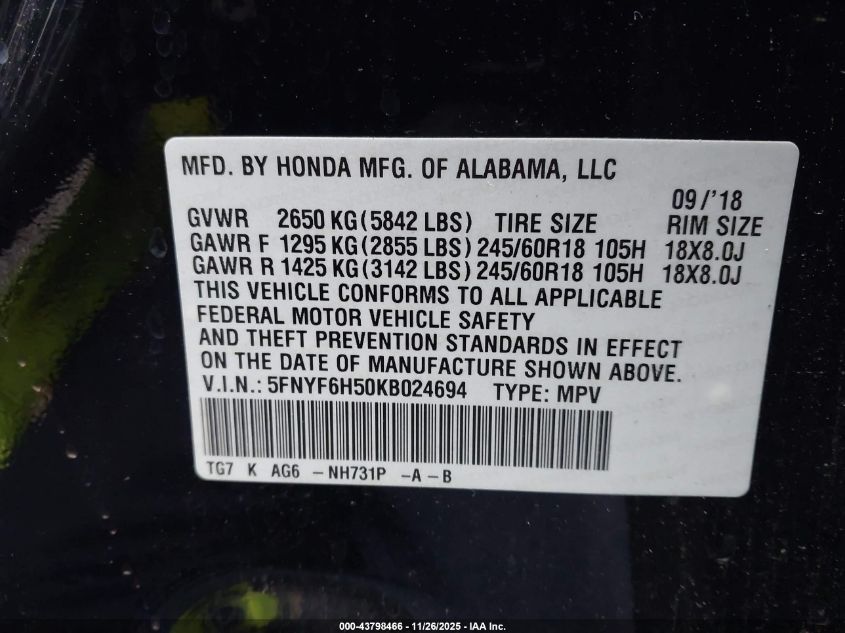 MFD. BY HONDA MFG. OF ALABAMA, LLC
09/'18
GVWR 2650 KG (5842 LBS) TIRE SIZE RIM SIZE
GAWR F 1295 KG (2855 LBS) 245/60R18 105H 18X8.0J
GAWR R 1425 KG (3142 LBS) 245/60R18 105H 18X8.0J
THIS VEHICLE CONFORMS TO ALL APPLICABLE
FEDERAL MOTOR VEHICLE SAFETY
AND THEFT PREVENTION STANDARDS IN EFFECT
ON THE DATE OF MANUFACTURE SHOWN ABOVE.
V.I.N.: 5FNYF6H50KB024694 TYPE: MPV
TG7 K AG6 -NH731P -A-B
000-43798466 - 11/26/2025 - IAA Inc.